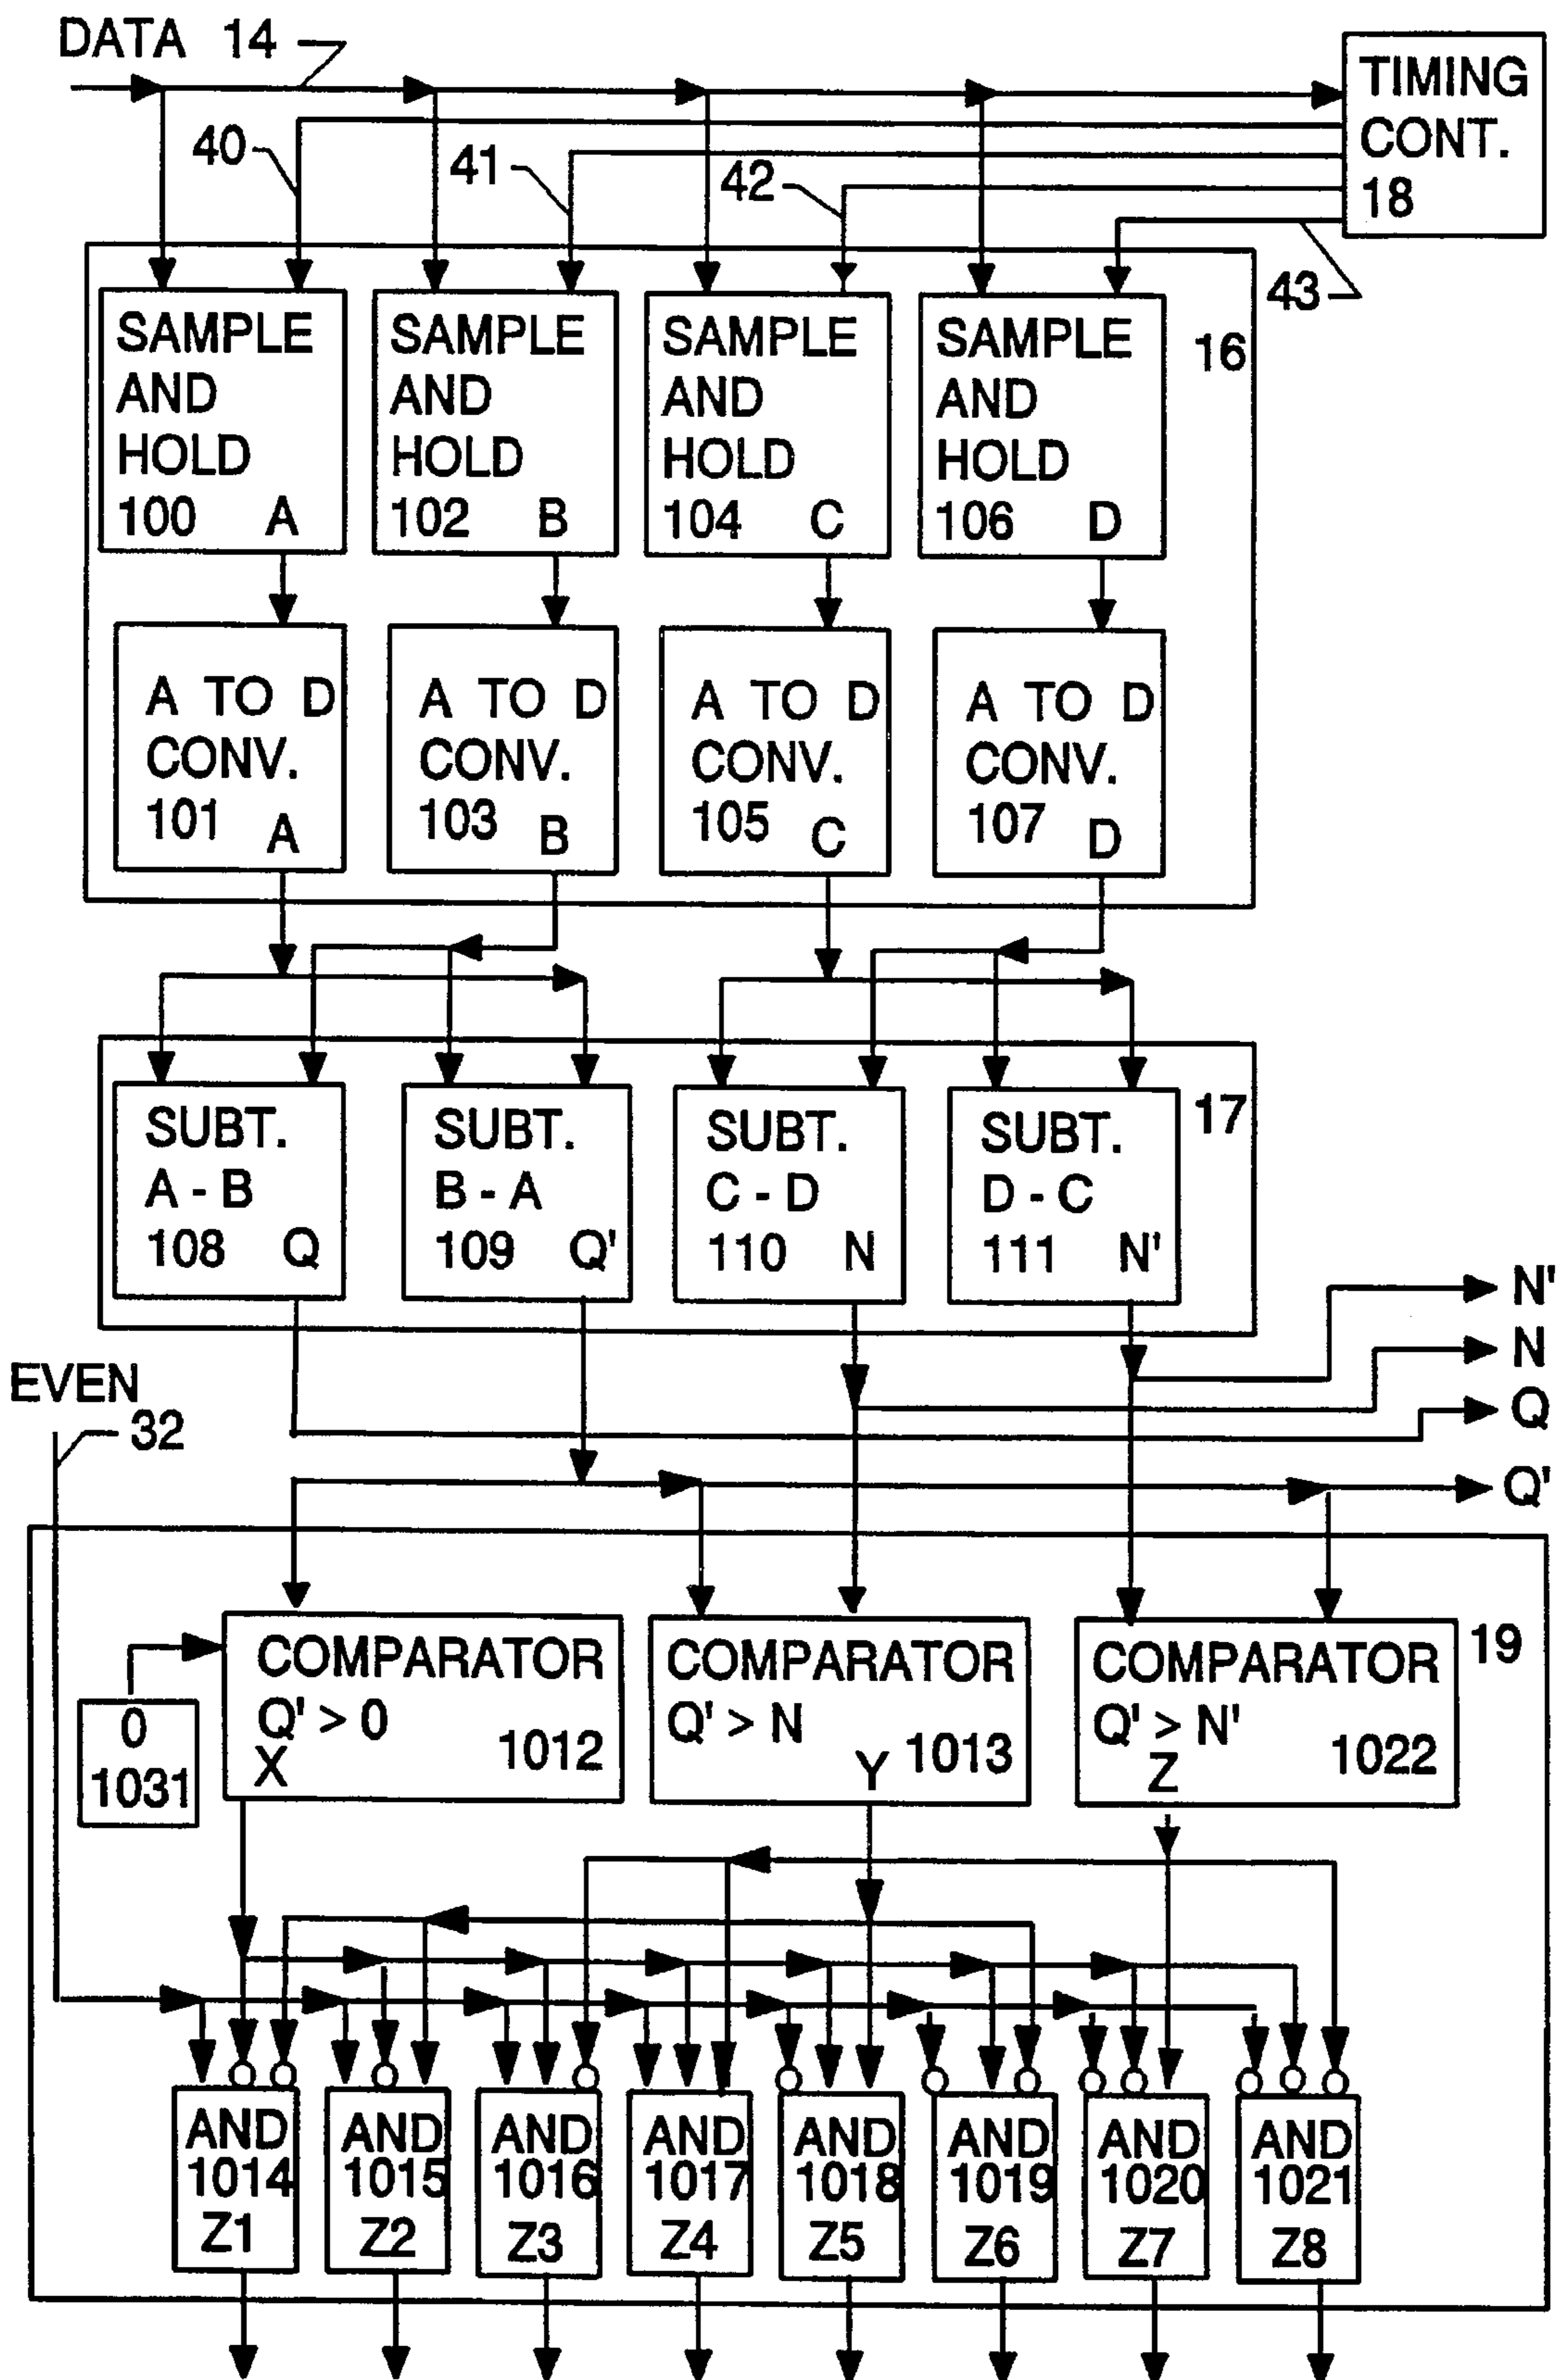 DATA 14
TIMING
CONT.
18
40
41
42
43
16
SAMPLE
AND
HOLD
100 A
SAMPLE
AND
HOLD
102 B
SAMPLE
AND
HOLD
104 C
SAMPLE
AND
HOLD
106 D
A TO D
CONV.
101 A
A TO D
CONV.
103 B
A TO D
CONV.
105 C
A TO D
CONV.
107 D
17
SUBT.
A - B
108 Q
SUBT.
B - A
109 Q'
SUBT.
C - D
110 N
SUBT.
D - C
111 N'
N'
N
Q
Q'
EVEN
32
19
0
1031
COMPARATOR
Q' > 0
X 1012
COMPARATOR
Q' > N
Y 1013
COMPARATOR
Q' > N'
Z 1022
AND
1014
Z1
AND
1015
Z2
AND
1016
Z3
AND
1017
Z4
AND
1018
Z5
AND
1019
Z6
AND
1020
Z7
AND
1021
Z8